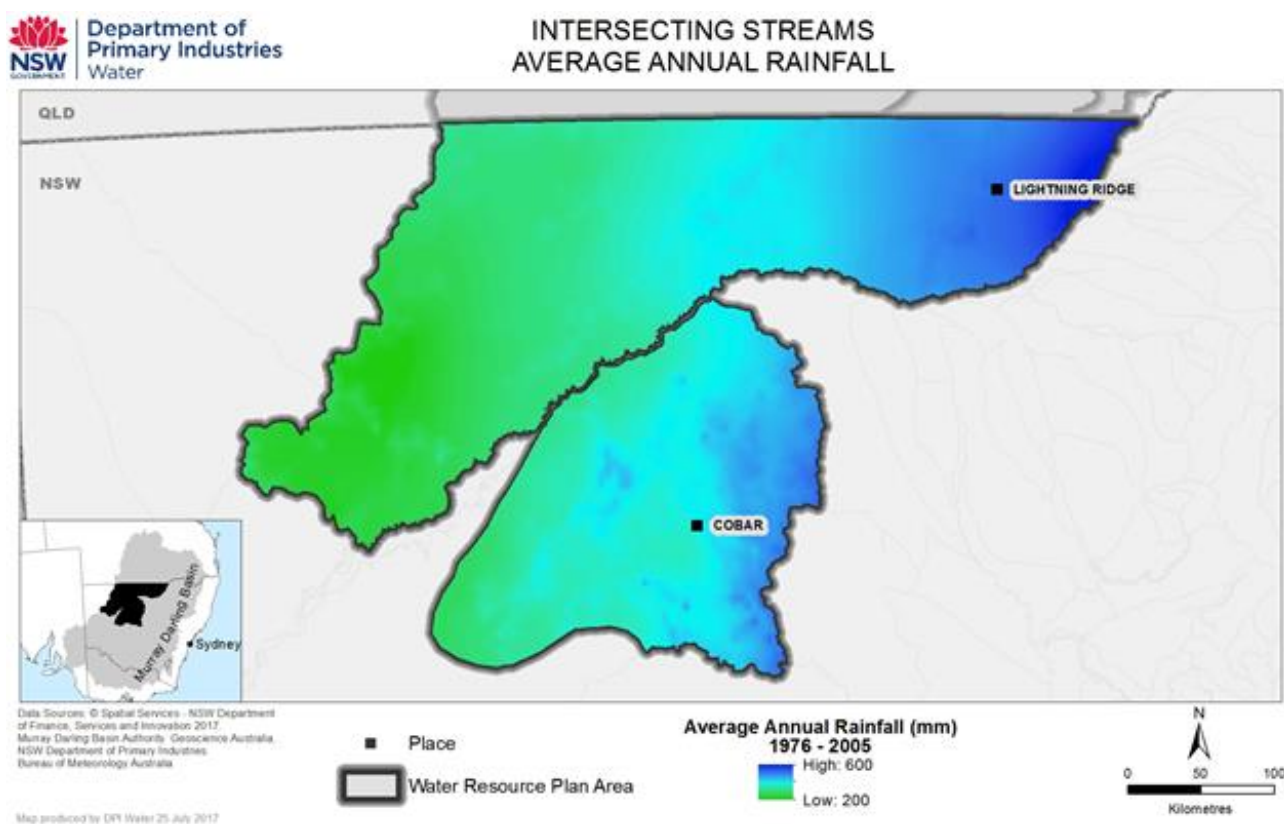 NSW
GOVERNMENT
Department of
Primary Industries
Water
INTERSECTING STREAMS
AVERAGE ANNUAL RAINFALL
QLD
NSW
LIGHTNING RIDGE
COBAR
Murray Darling Basin
Sydney
Data Sources: © Spatial Services - NSW Department
of Finance, Services and Innovation 2017.
Murray Darling Basin Authority. Geoscience Australia.
NSW Department of Primary Industries.
Bureau of Meteorology Australia
Map produced by DPI Water 25 July 2017
Place
Water Resource Plan Area
Average Annual Rainfall (mm)
1976 - 2005
High: 600
Low: 200
N
0 50 100
Kilometres